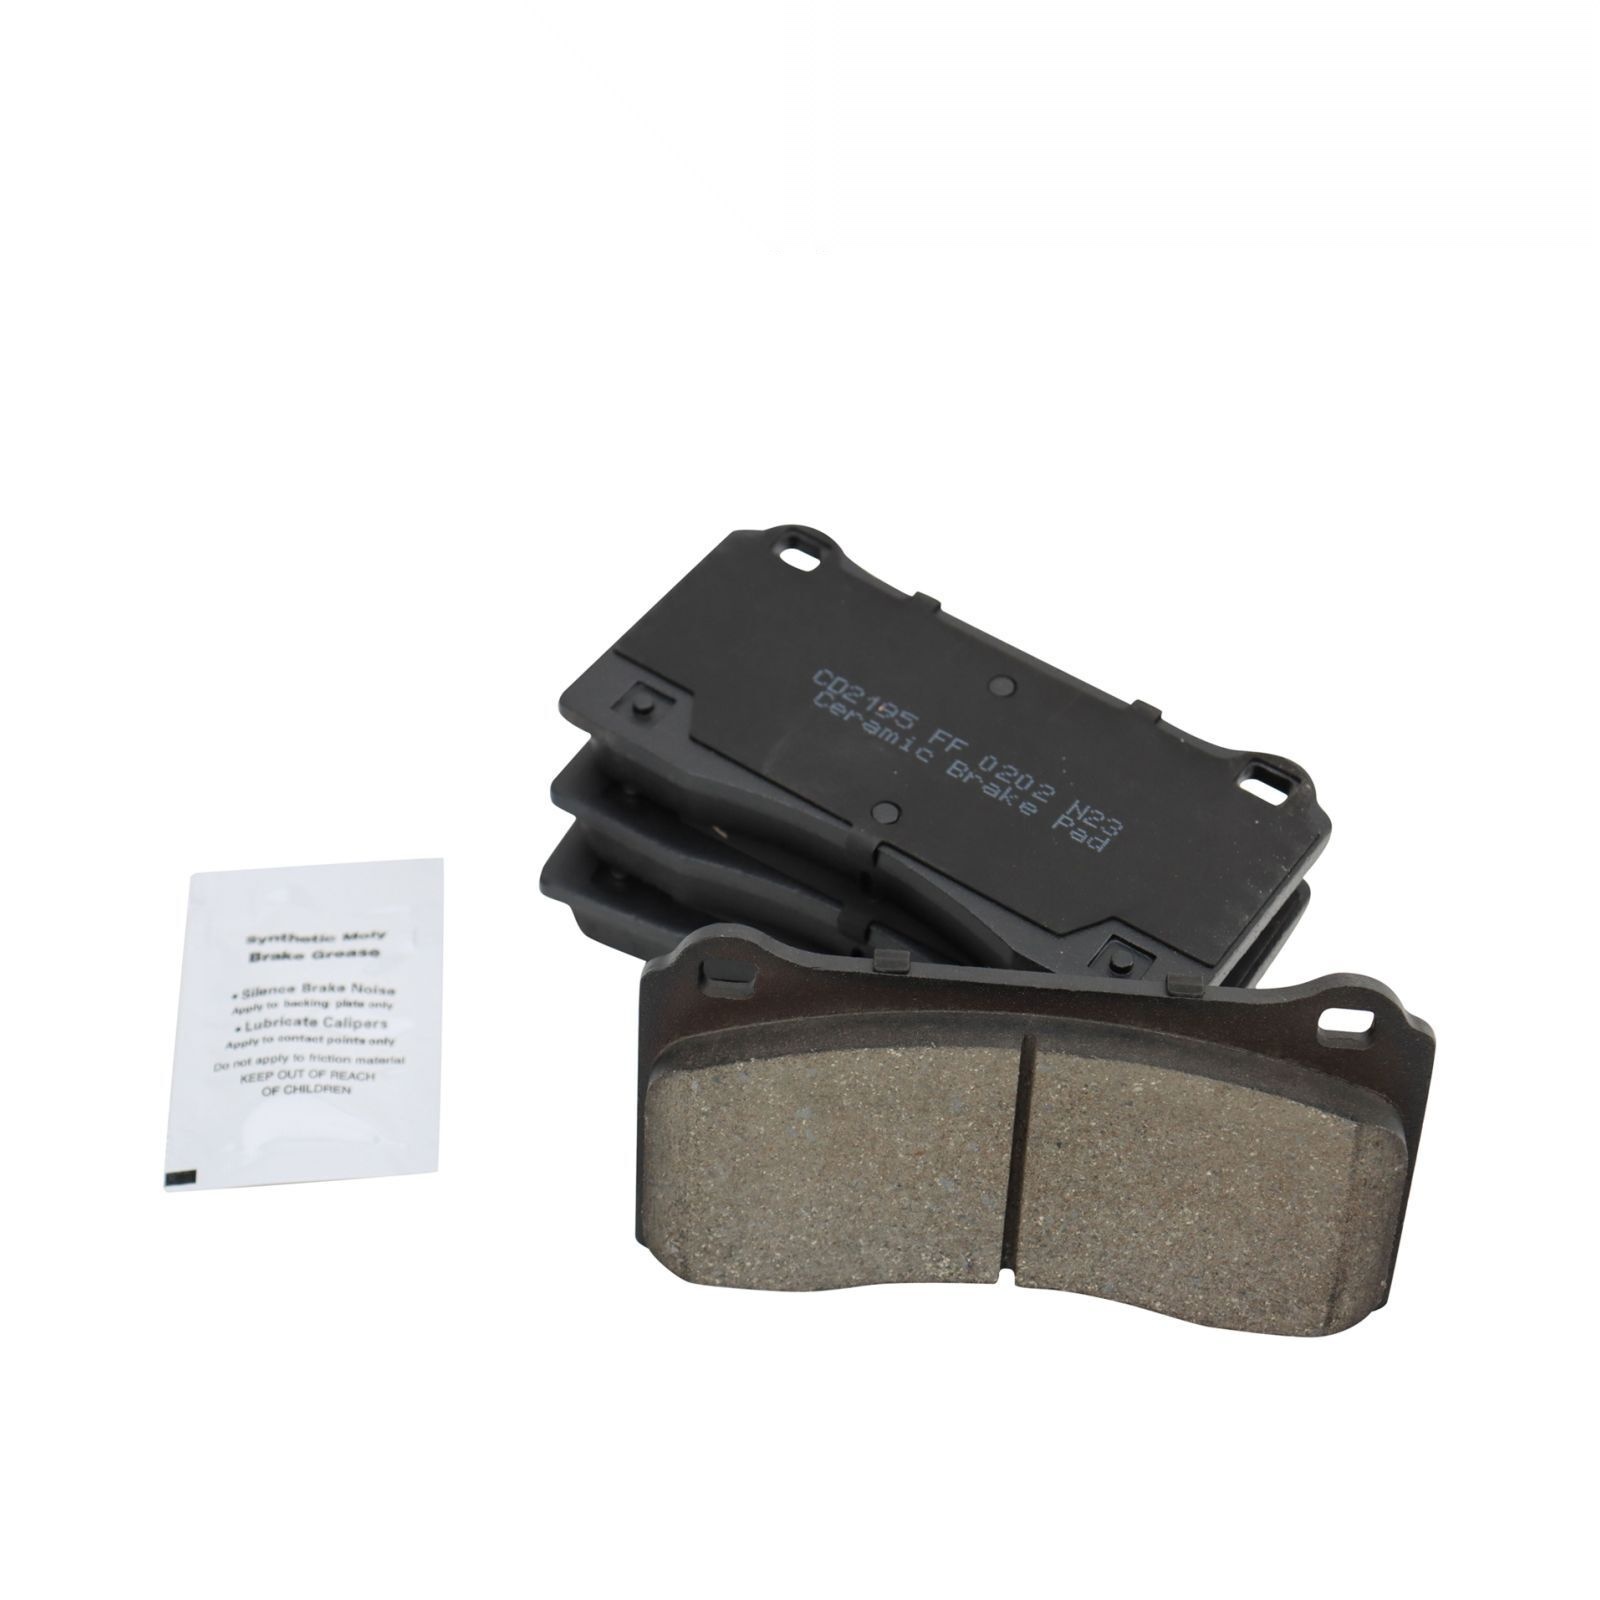 CD2195 FF 0202 N23
Ceramic Brake Pad
Synthetic Moly
Brake Grease
• Silence Brake Noise
Apply to backing plate only
• Lubricate Calipers
Apply to contact points only
Do not apply to friction material
KEEP OUT OF REACH
OF CHILDREN